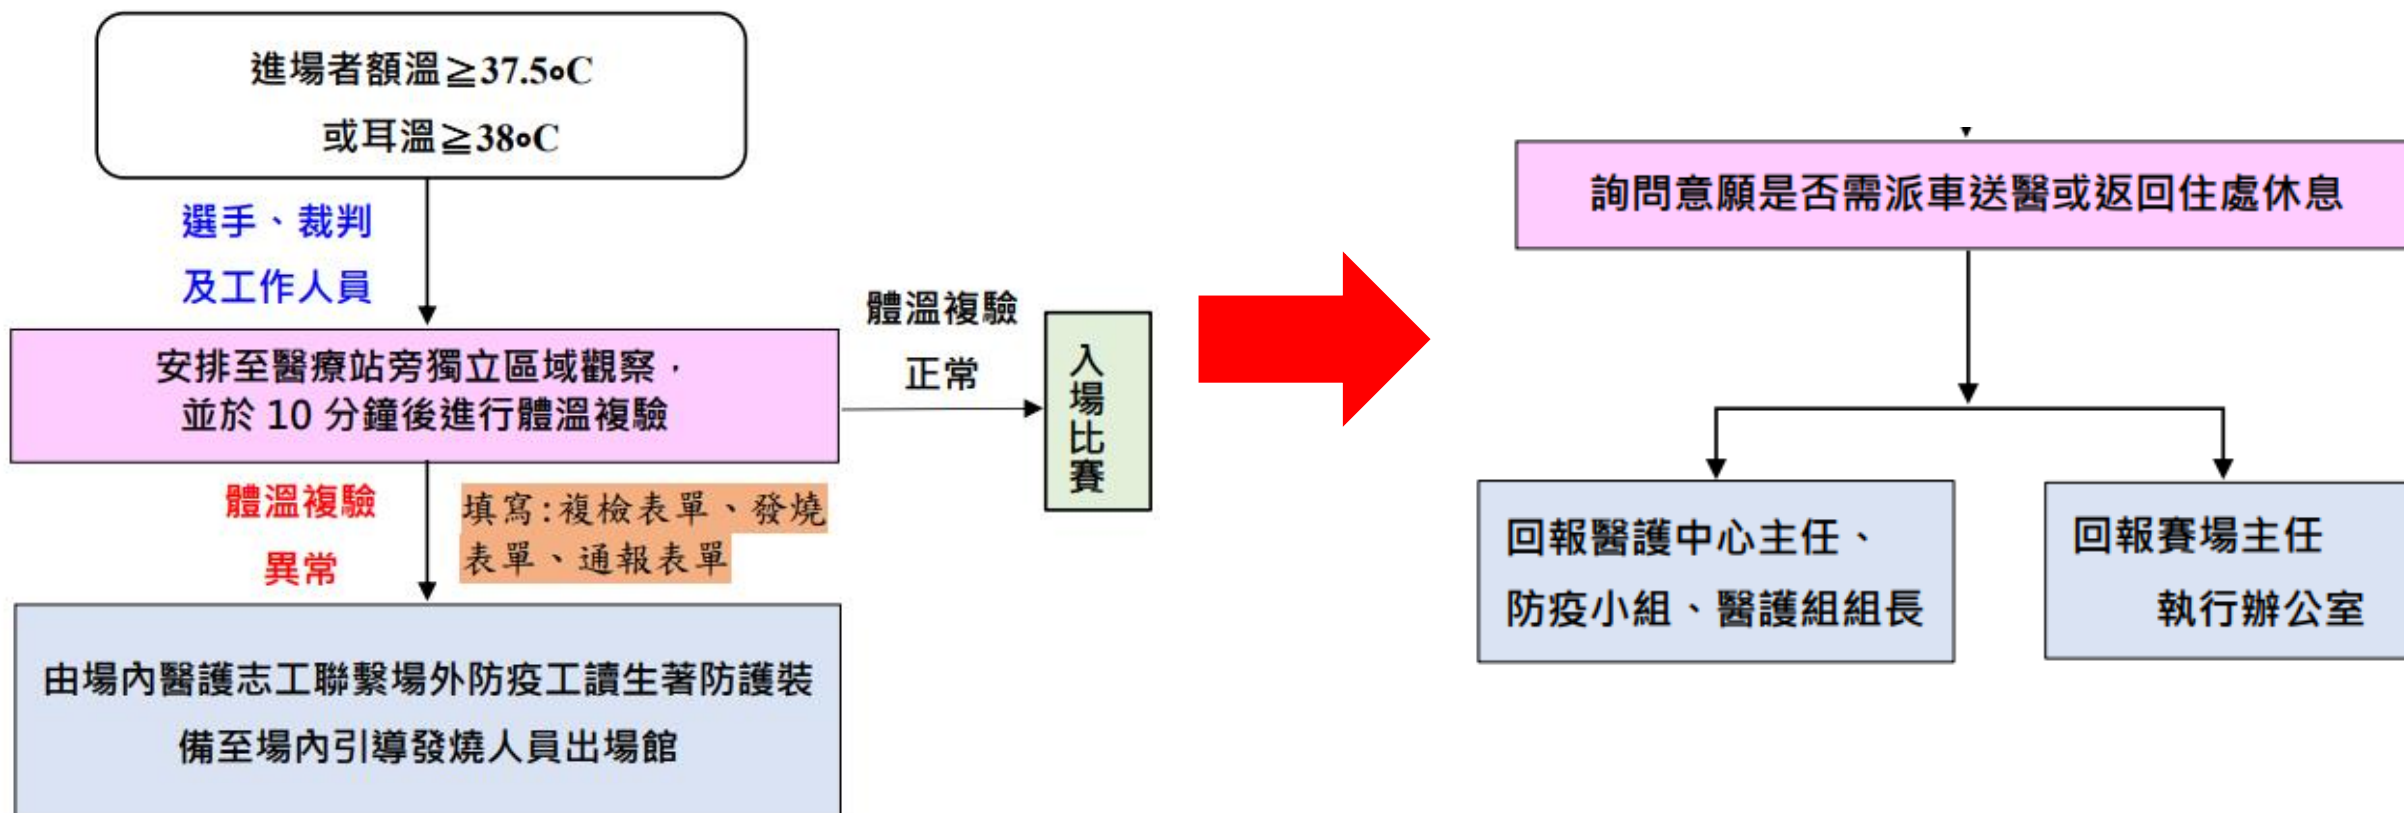 進場者額溫≧37.5oC
或耳溫≧38oC
選手、裁判
及工作人員
安排至醫療站旁獨立區域觀察，
並於 10 分鐘後進行體溫複驗
體溫複驗
正常
入場比賽
體溫複驗
異常
填寫:複檢表單、發燒
表單、通報表單
由場內醫護志工聯繫場外防疫工讀生著防護裝
備至場內引導發燒人員出場館
詢問意願是否需派車送醫或返回住處休息
回報醫護中心主任、
防疫小組、醫護組組長
回報賽場主任
執行辦公室